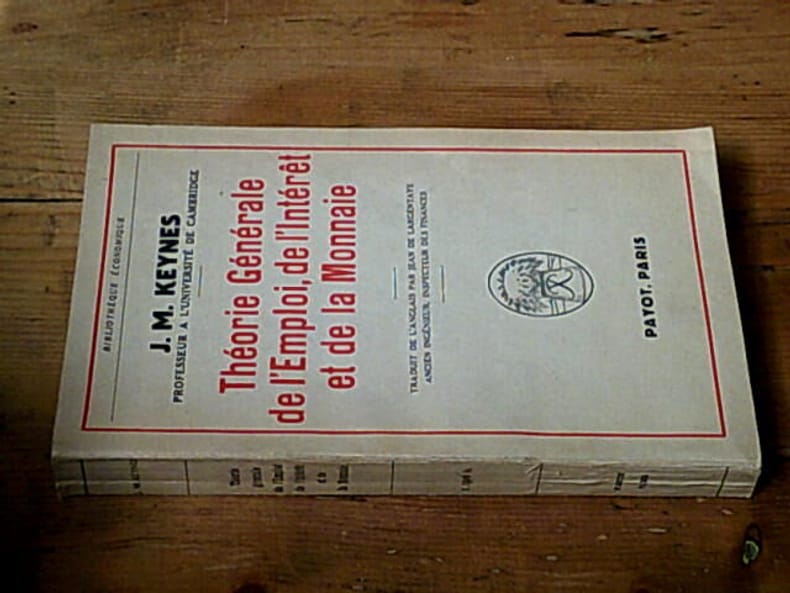 BIBLIOTHÈQUE ÉCONOMIQUE
J. M. KEYNES
PROFESSEUR A L'UNIVERSITÉ DE CAMBRIDGE
Théorie Générale
de l'Emploi, de l'Intérêt
et de la Monnaie
TRADUIT DE L'ANGLAIS PAR JEAN DE LARGENTAYE
ANCIEN INGÉNIEUR, INSPECTEUR DES FINANCES
PAYOT, PARIS